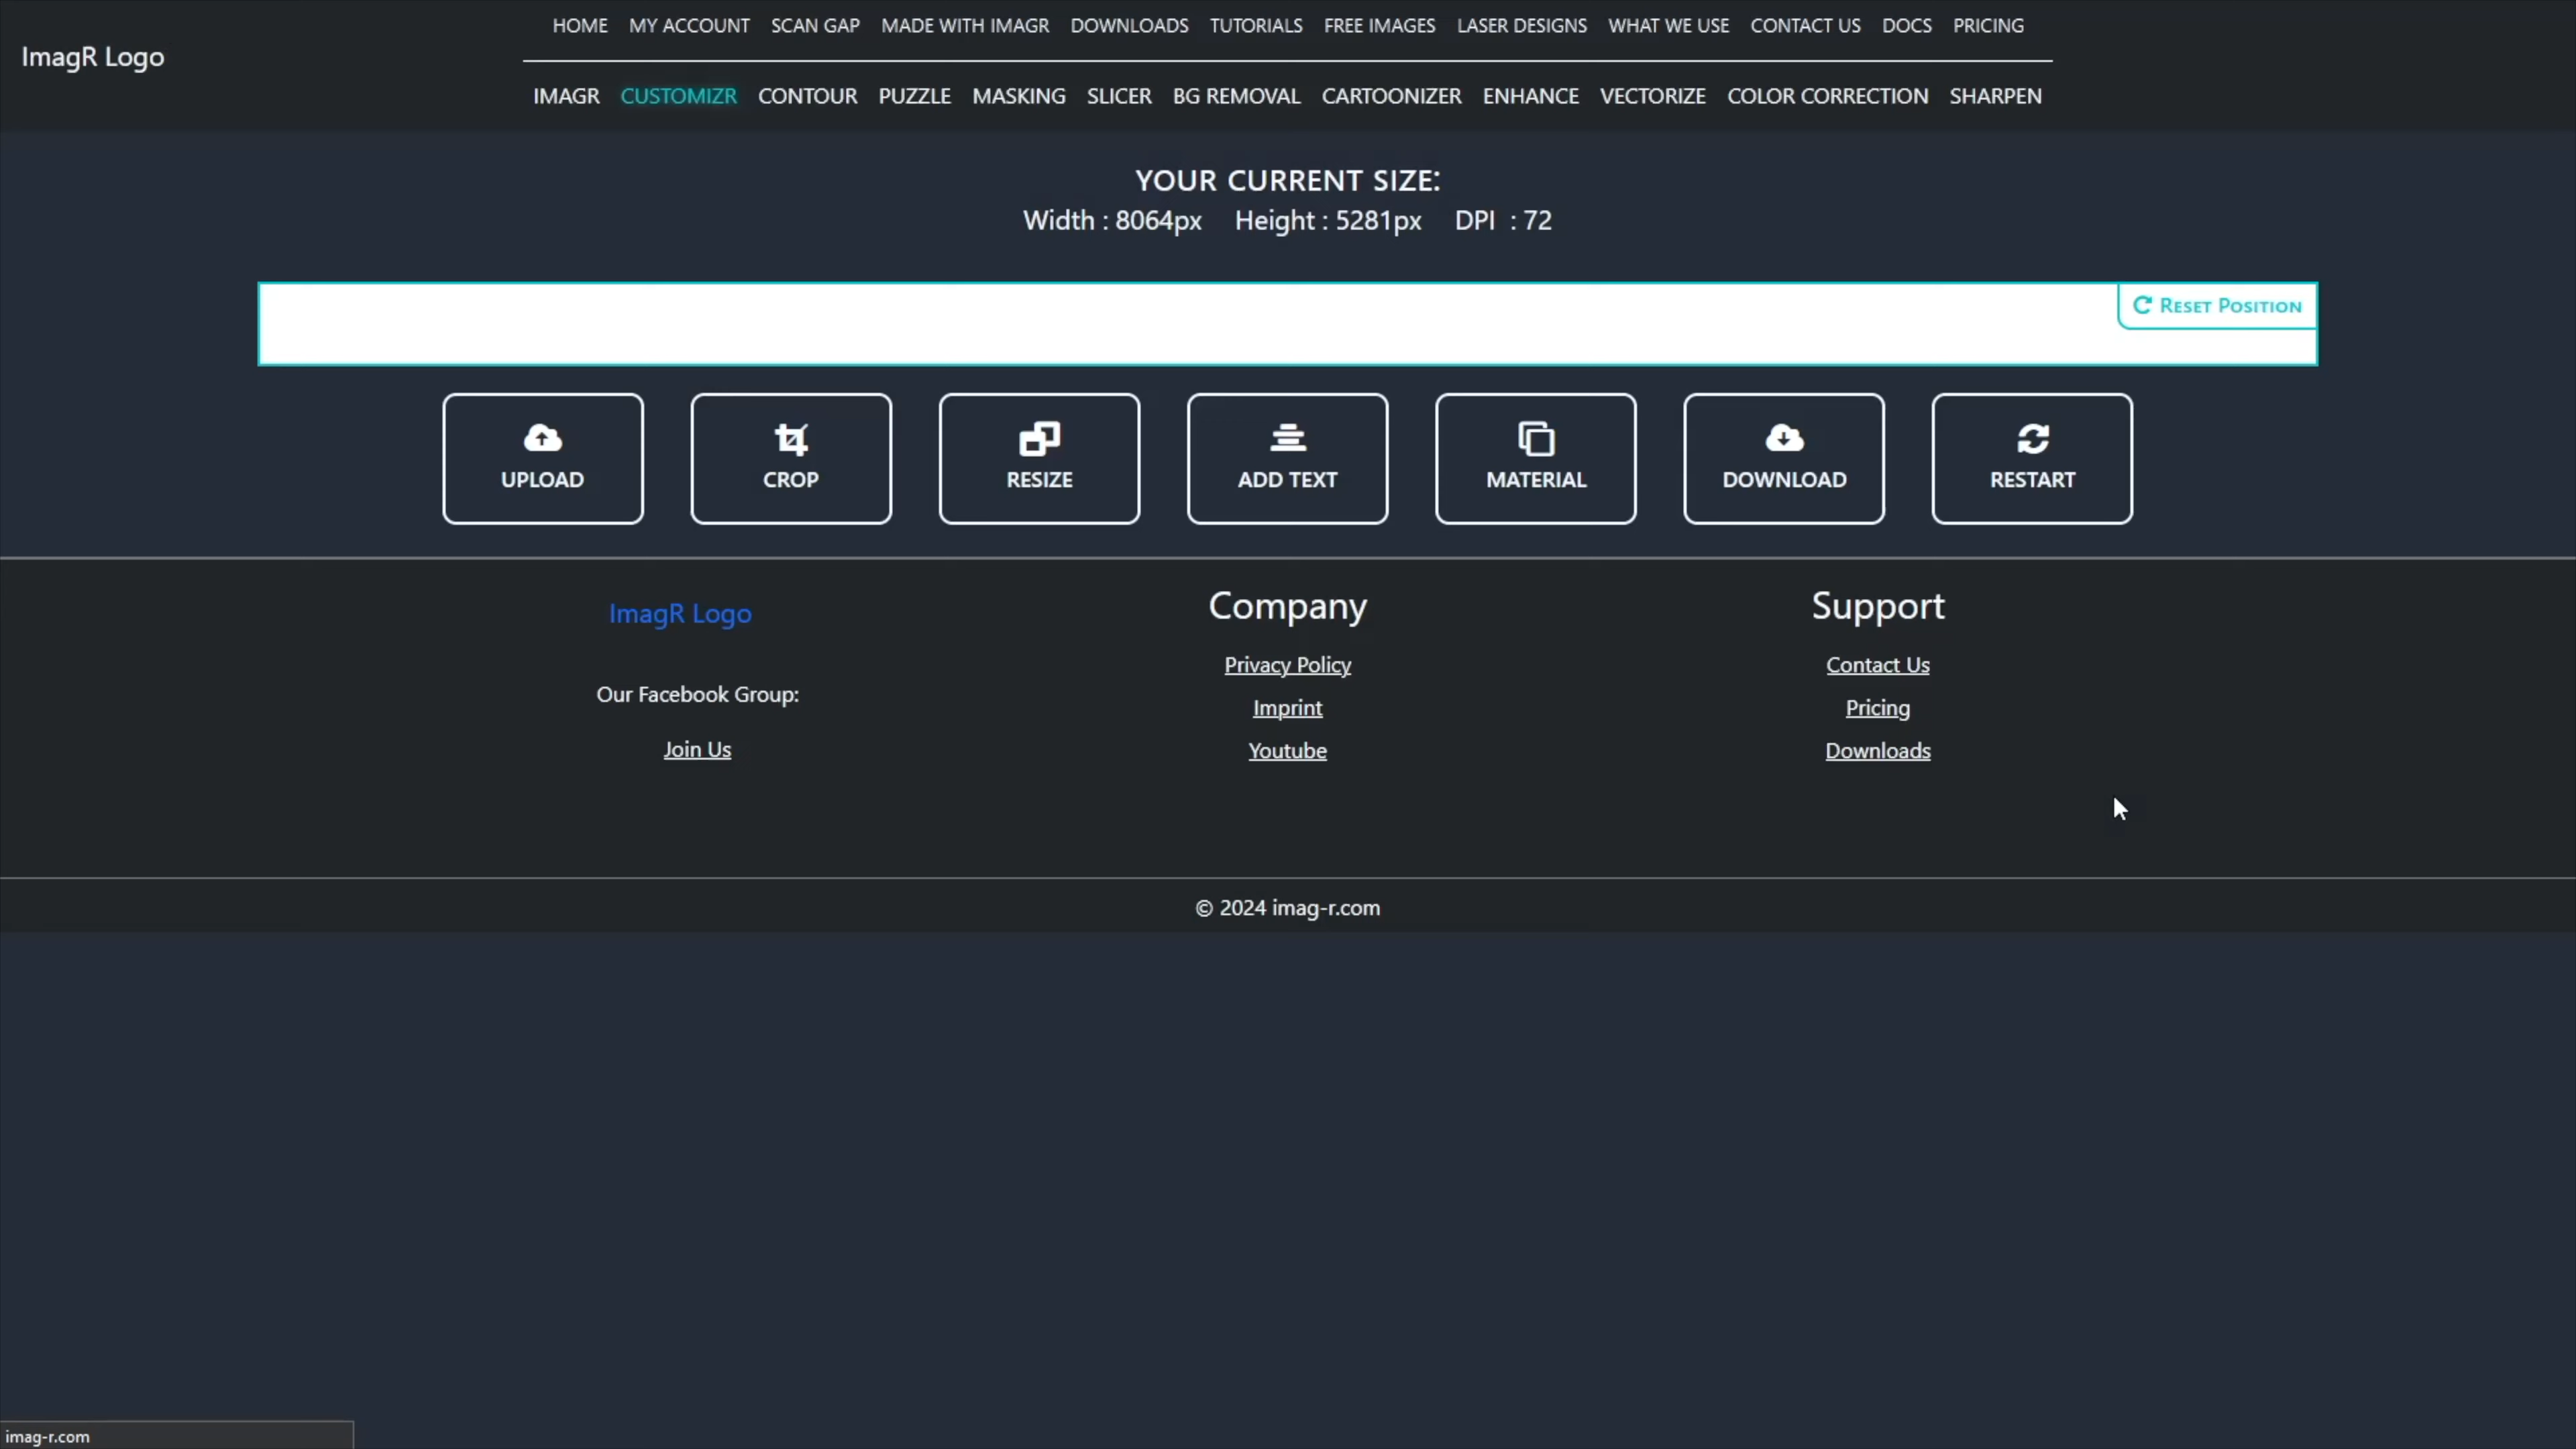 HOME MY ACCOUNT SCAN GAP MADE WITH IMAGR DOWNLOADS TUTORIALS FREE IMAGES LASER DESIGNS WHAT WE USE CONTACT US DOCS PRICING
ImagR Logo
IMAGR CUSTOMIZR CONTOUR PUZZLE MASKING SLICER BG REMOVAL CARTOONIZER ENHANCE VECTORIZE COLOR CORRECTION SHARPEN
YOUR CURRENT SIZE:
Width : 8064px Height : 5281px DPI : 72
RESET POSITION
UPLOAD CROP RESIZE ADD TEXT MATERIAL DOWNLOAD RESTART
ImagR Logo
Our Facebook Group:
Join Us
Company
Privacy Policy
Imprint
Youtube
Support
Contact Us
Pricing
Downloads
© 2024 imag-r.com
imag-r.com